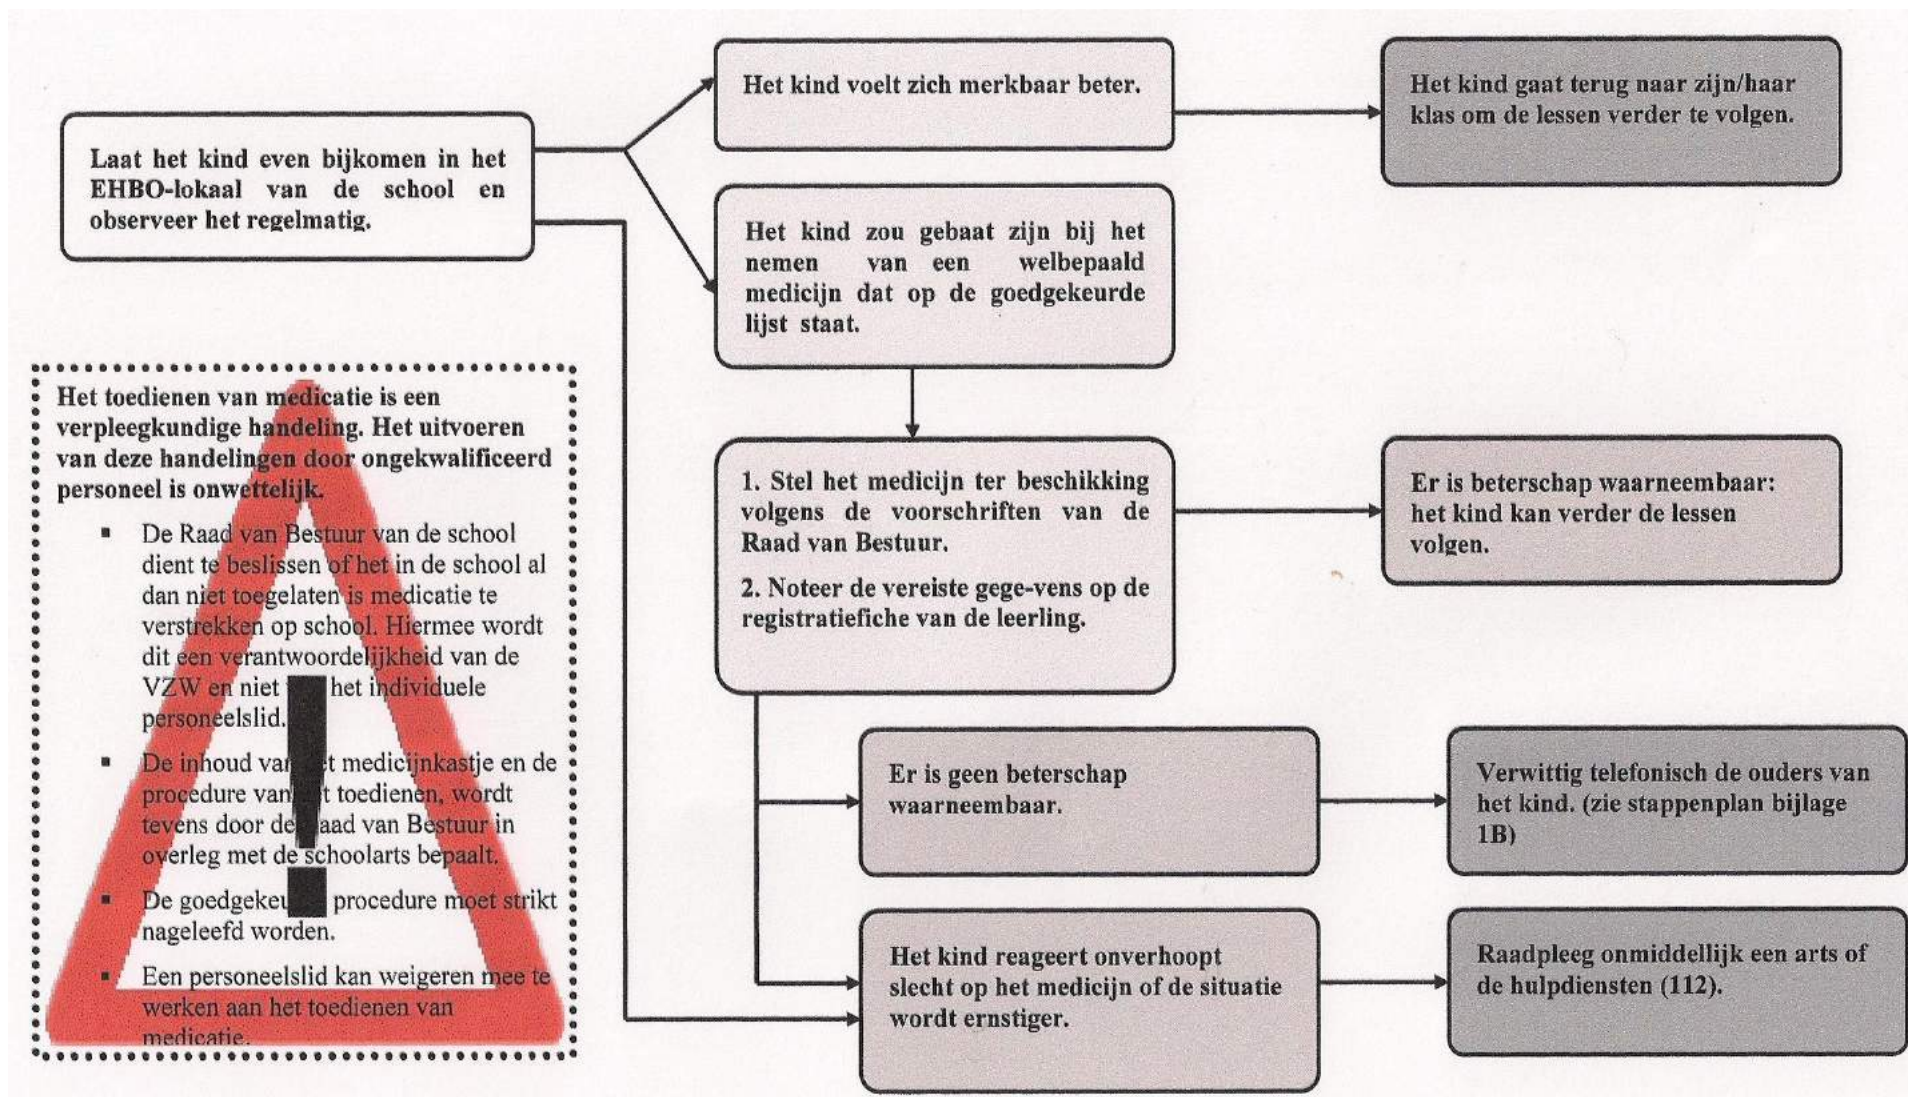 Het kind voelt zich merkbaar beter.
Het kind gaat terug naar zijn/haar
klas om de lessen verder te volgen.
Laat het kind even bijkomen in het
EHBO-lokaal van de school en
observeer het regelmatig.
Het kind zou gebaat zijn bij het
nemen van een welbepaald
medicijn dat op de goedgekeurde
lijst staat.
Het toedienen van medicatie is een
verpleegkundige handeling. Het uitvoeren
van deze handelingen door ongekwalificeerd
personeel is onwettelijk.
▪ De Raad van Bestuur van de school
dient te beslissen of het in de school al
dan niet toegelaten is medicatie te
verstrekken op school. Hiermee wordt
dit een verantwoordelijkheid van de
VZW en niet het individuele
personeelslid.
▪ De inhoud van het medicijnkastje en de
procedure van het toedienen, wordt
tevens door de Raad van Bestuur in
overleg met de schoolarts bepaalt.
▪ De goedgekeurde procedure moet strikt
nageleefd worden.
▪ Een personeelslid kan weigeren mee te
werken aan het toedienen van
medicatie.
1. Stel het medicijn ter beschikking
volgens de voorschriften van de
Raad van Bestuur.
2. Noteer de vereiste gege-vens op de
registratiefiche van de leerling.
Er is beterschap waarneembaar:
het kind kan verder de lessen
volgen.
Er is geen beterschap
waarneembaar.
Verwittig telefonisch de ouders van
het kind. (zie stappenplan bijlage
1B)
Het kind reageert onverhoopt
slecht op het medicijn of de situatie
wordt ernstiger.
Raadpleeg onmiddellijk een arts of
de hulpdiensten (112).